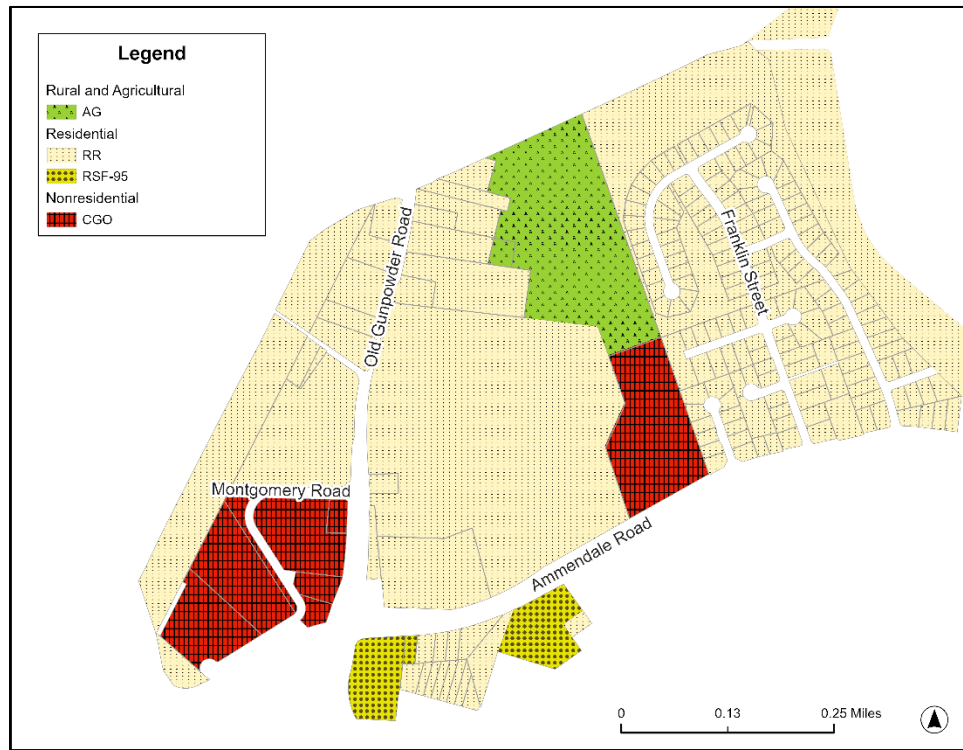 Legend
Rural and Agricultural
AG
Residential
RR
RSF-95
Nonresidential
CGO
Old Gunpowder Road
Franklin Street
Montgomery Road
Ammendale Road
0 0.13 0.25 Miles